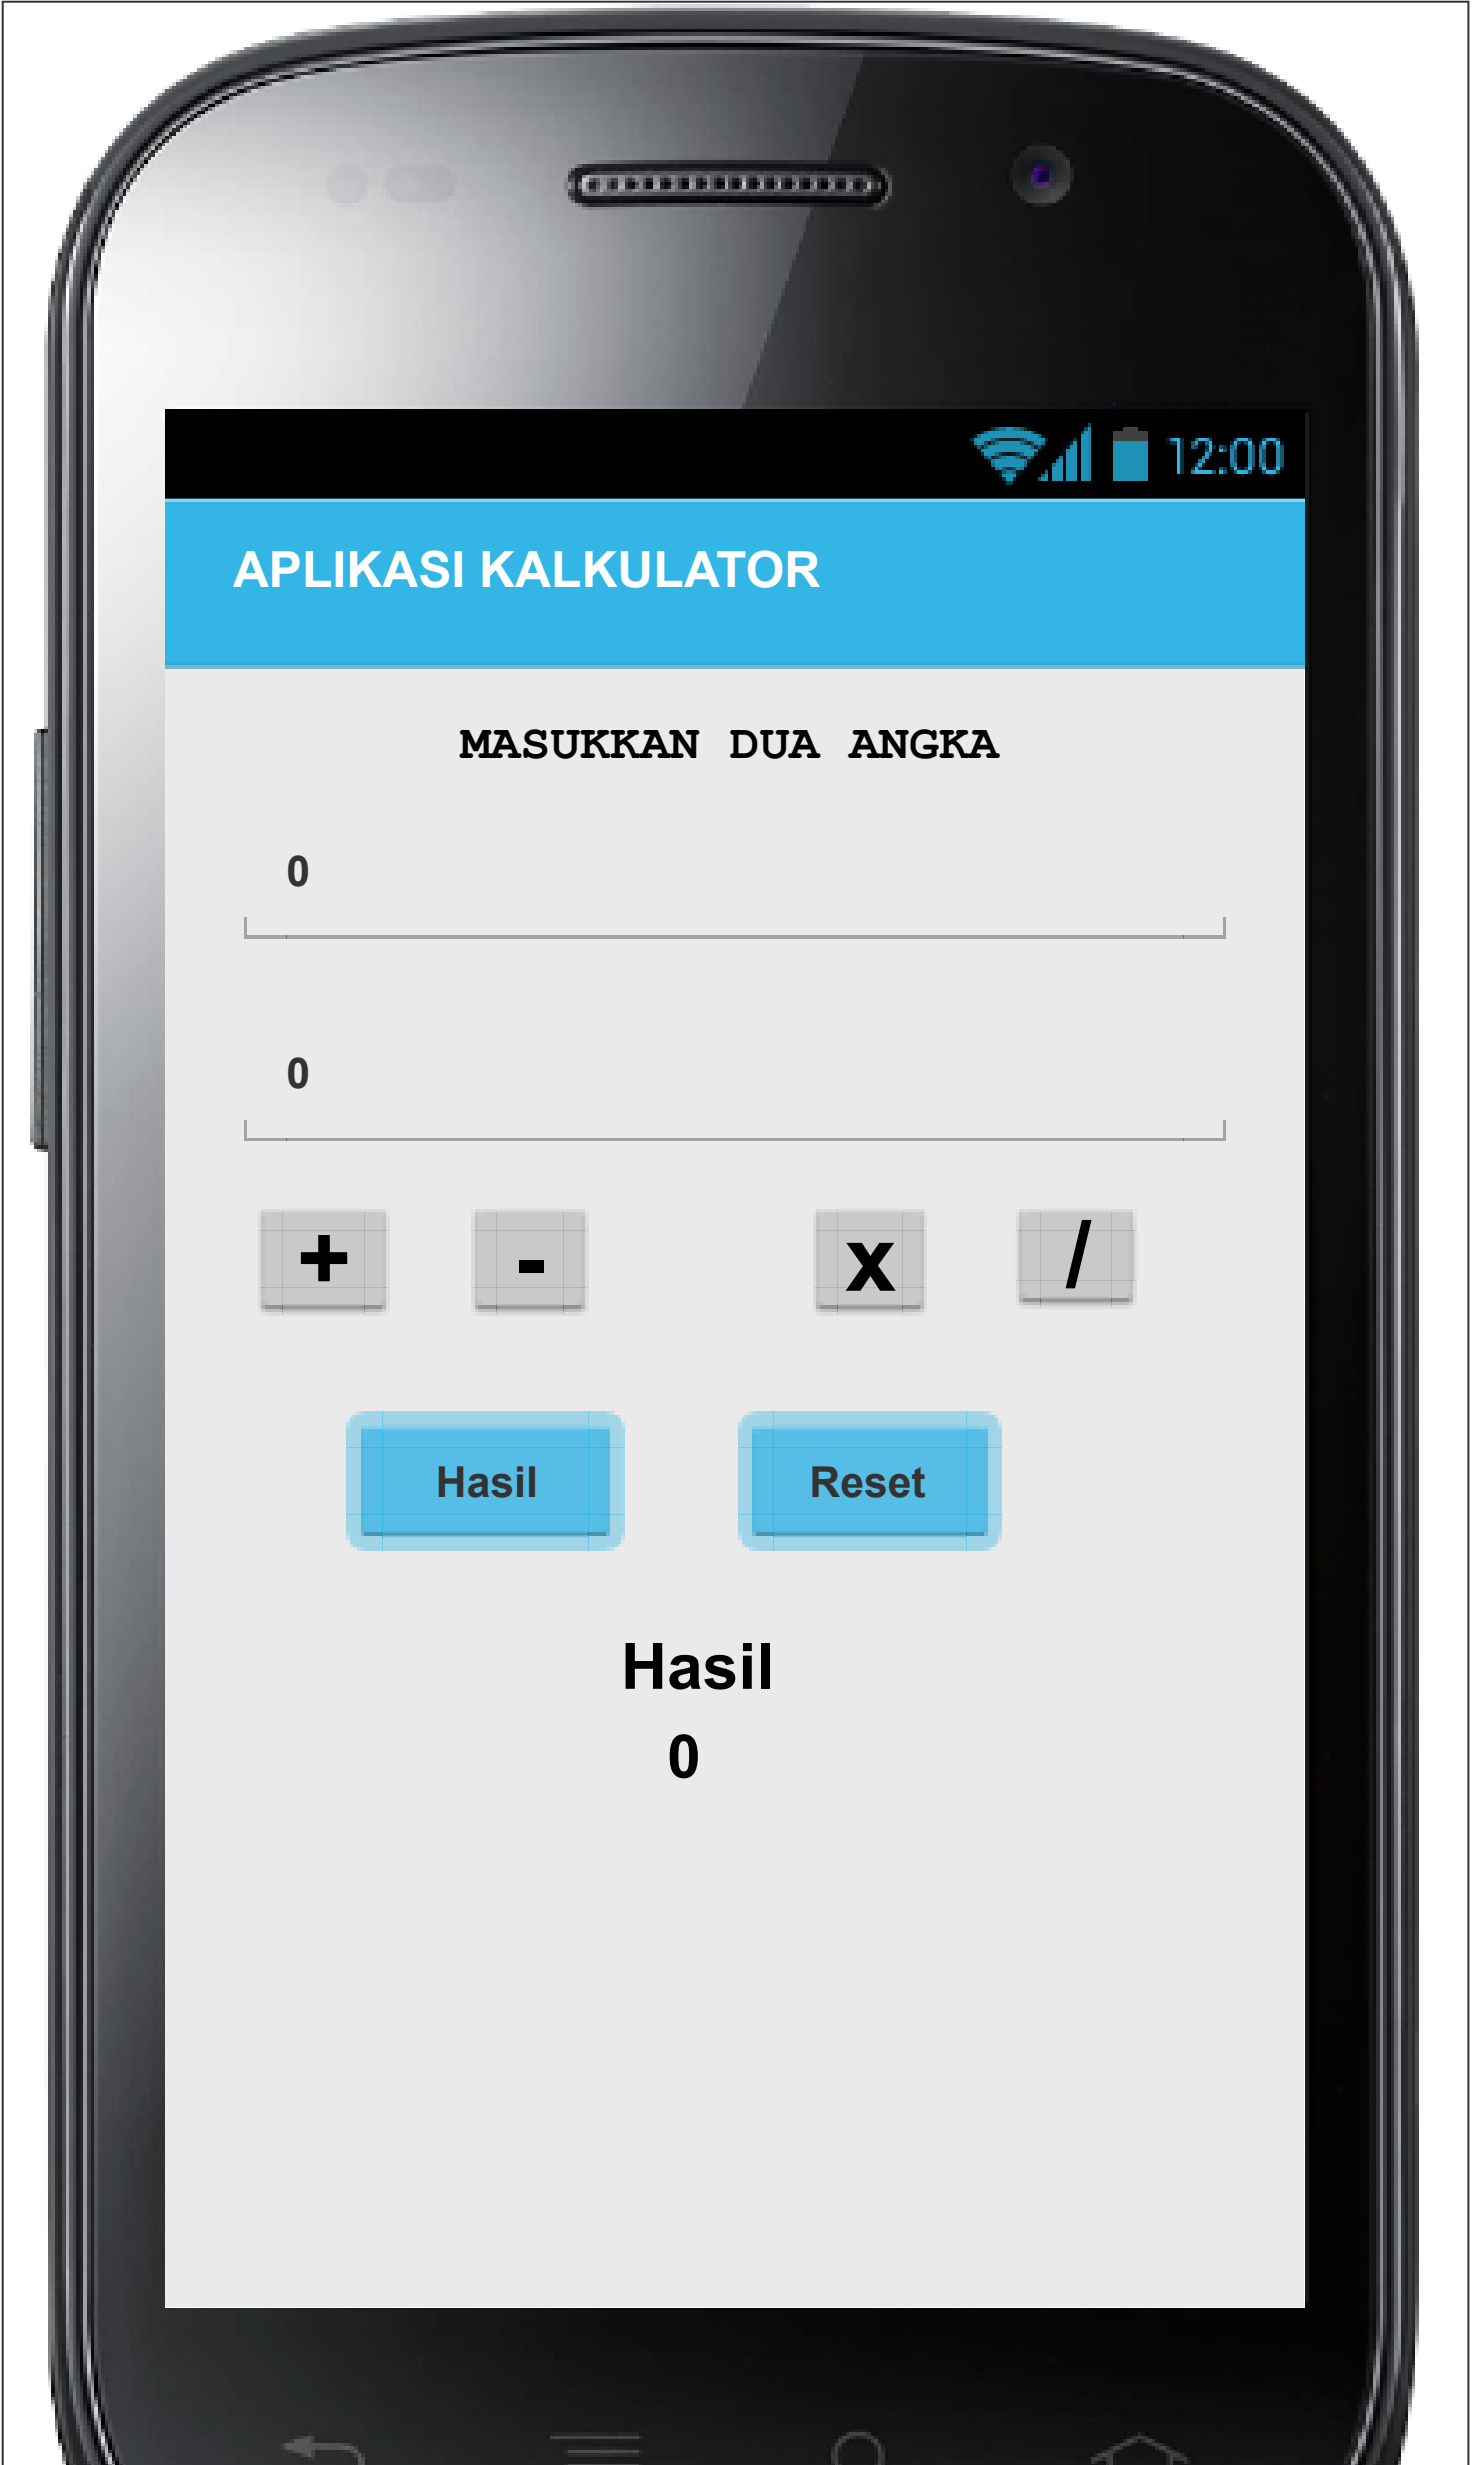 12:00
APLIKASI KALKULATOR
MASUKKAN DUA ANGKA
0
0
+ - x /
Hasil Reset
Hasil
0